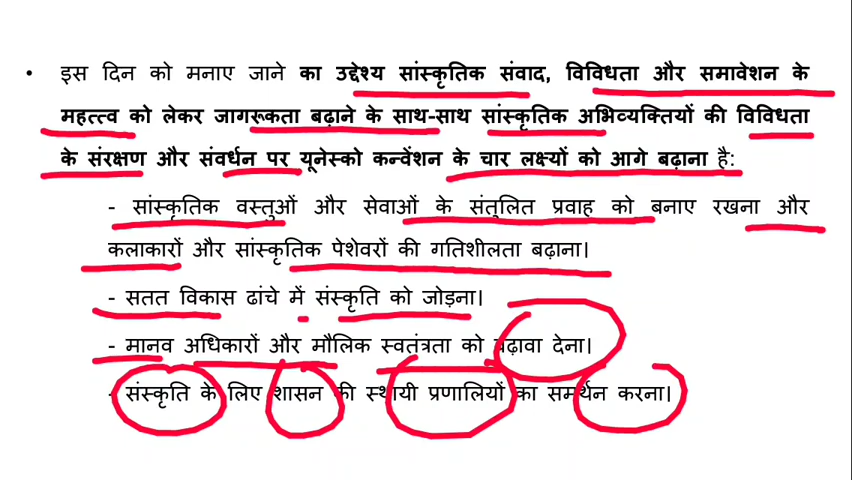 • इस दिन को मनाए जाने का उद्देश्य सांस्कृतिक संवाद, विविधता और समावेशन के
महत्त्व को लेकर जागरूकता बढ़ाने के साथ-साथ सांस्कृतिक अभिव्यक्तियों की विविधता
के संरक्षण और संवर्धन पर यूनेस्को कन्वेंशन के चार लक्ष्यों को आगे बढ़ाना है:
- सांस्कृतिक वस्तुओं और सेवाओं के संतुलित प्रवाह को बनाए रखना और
कलाकारों और सांस्कृतिक पेशेवरों की गतिशीलता बढ़ाना।
- सतत विकास ढांचे में संस्कृति को जोड़ना।
- मानव अधिकारों और मौलिक स्वतंत्रता को बढ़ावा देना।
- संस्कृति के लिए शासन की स्थायी प्रणालियों का समर्थन करना।